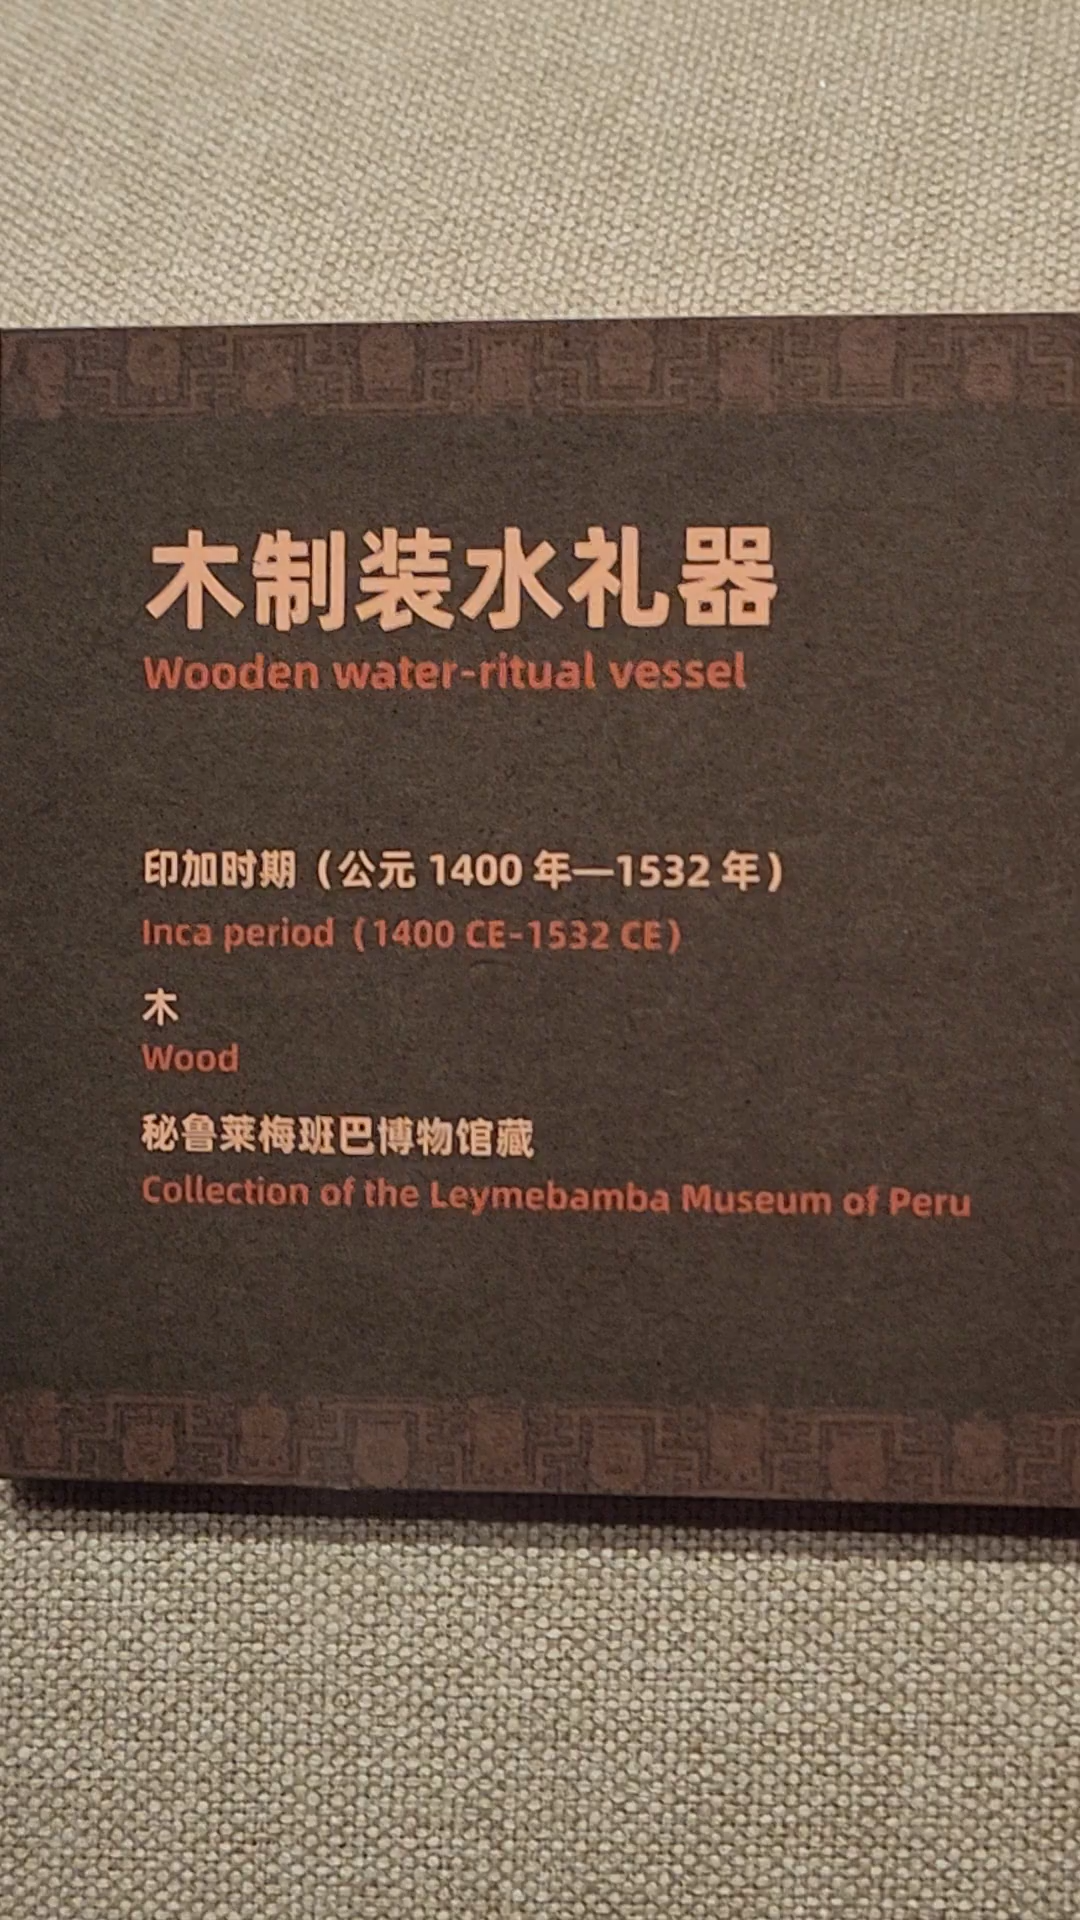 木制装水礼器
Wooden water-ritual vessel
印加时期（公元 1400 年—1532 年）
Inca period（1400 CE-1532 CE）
木
Wood
秘鲁莱梅班巴博物馆藏
Collection of the Leymebamba Museum of Peru